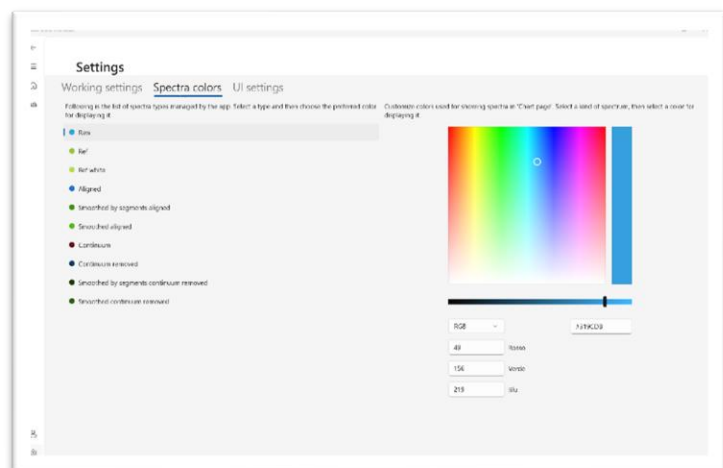 Settings
Working settings Spectra colors UI settings
Following is the list of spectra types managed by the app. Select a type and then choose the preferred color
for displaying it
Customize colors used for showing spectra in "Chart page". Select a kind of spectrum, then select a color for
displaying it
Raw
Ref
Ref white
Aligned
Smoothed by segments aligned
Smoothed aligned
Continuum
Continuum removed
Smoothed by segments continuum removed
Smoothed continuum removed
RGB
49 Rosso
156 Verde
219 Blu